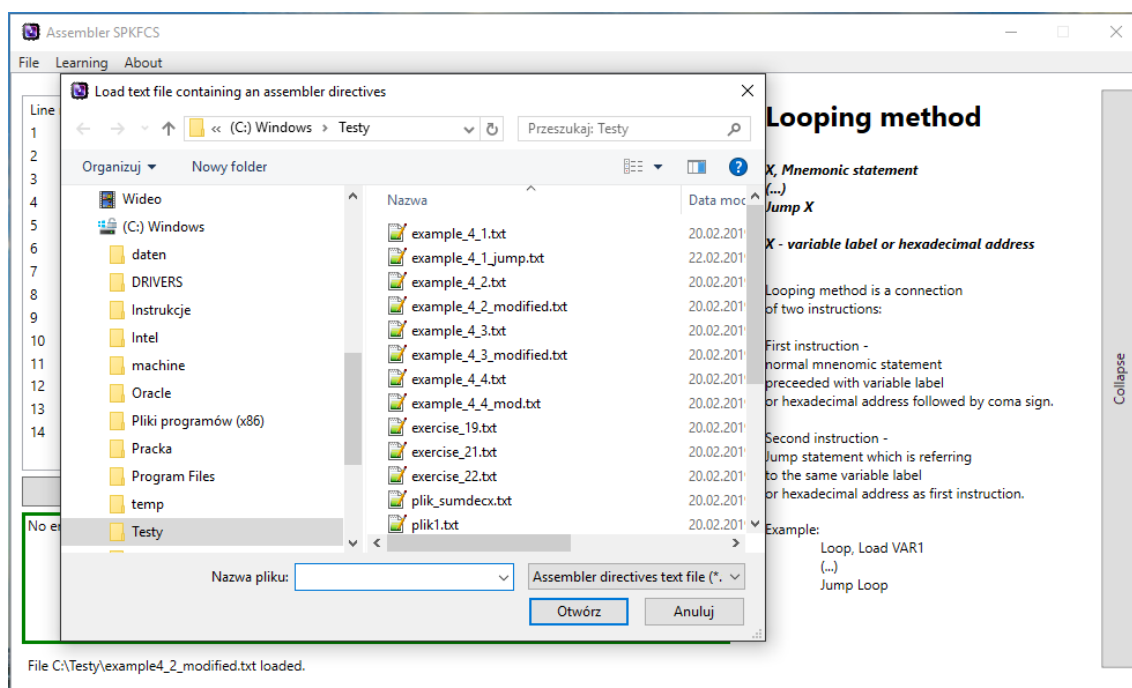 Assembler SPKFCS
File Learning About
Line
1
2
3
4
5
6
7
8
9
10
11
12
13
14
No
File C:\Testy\example4_2_modified.txt loaded.
Load text file containing an assembler directives
« (C:) Windows › Testy
Przeszukaj: Testy
Organizuj Nowy folder
Wideo
(C:) Windows
daten
DRIVERS
Instrukcje
Intel
machine
Oracle
Pliki programów (x86)
Pracka
Program Files
temp
Testy
Nazwa Data
example_4_1.txt 20.02.201
example_4_1_jump.txt 22.02.201
example_4_2.txt 20.02.201
example_4_2_modified.txt 20.02.201
example_4_3.txt 20.02.201
example_4_3_modified.txt 20.02.201
example_4_4.txt 20.02.201
example_4_4_mod.txt 20.02.201
exercise_19.txt 20.02.201
exercise_21.txt 20.02.201
exercise_22.txt 20.02.201
plik_sumdecx.txt 20.02.201
plik1.txt 20.02.201
Nazwa pliku:
Assembler directives text file (*.
Otwórz Anuluj
Looping method
X, Mnemonic statement
(...)
Jump X
X - variable label or hexadecimal address
Looping method is a connection
of two instructions:
First instruction -
normal mnenomic statement
preceeded with variable label
or hexadecimal address followed by coma sign.
Second instruction -
Jump statement which is referring
to the same variable label
or hexadecimal address as first instruction.
Example:
Loop, Load VAR1
(...)
Jump Loop
Collapse